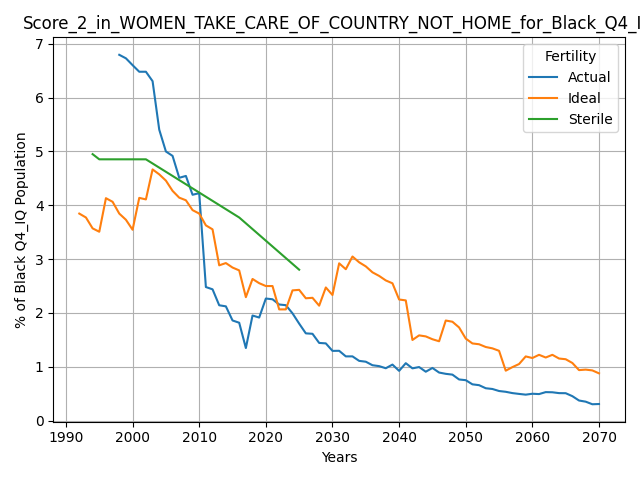 Score_2_in_WOMEN_TAKE_CARE_OF_COUNTRY_NOT_HOME_for_Black_Q4_I
Fertility
Actual
Ideal
Sterile
% of Black Q4_IQ Population
7
6
5
4
3
2
1
0
1990 2000 2010 2020 2030 2040 2050 2060 2070
Years